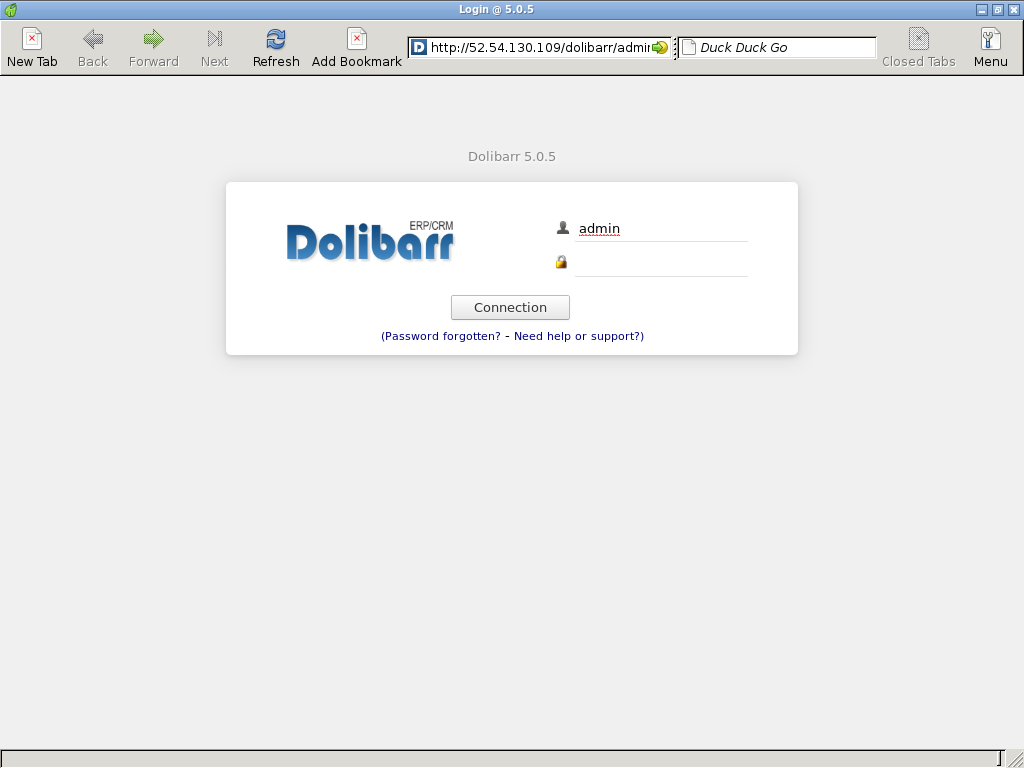 Login @ 5.0.5
New Tab
Back
Forward
Next
Refresh
Add Bookmark
http://52.54.130.109/dolibarr/admin
Duck Duck Go
Closed Tabs
Menu
Dolibarr 5.0.5
ERP/CRM
Dolibarr
admin
Connection
(Password forgotten? - Need help or support?)